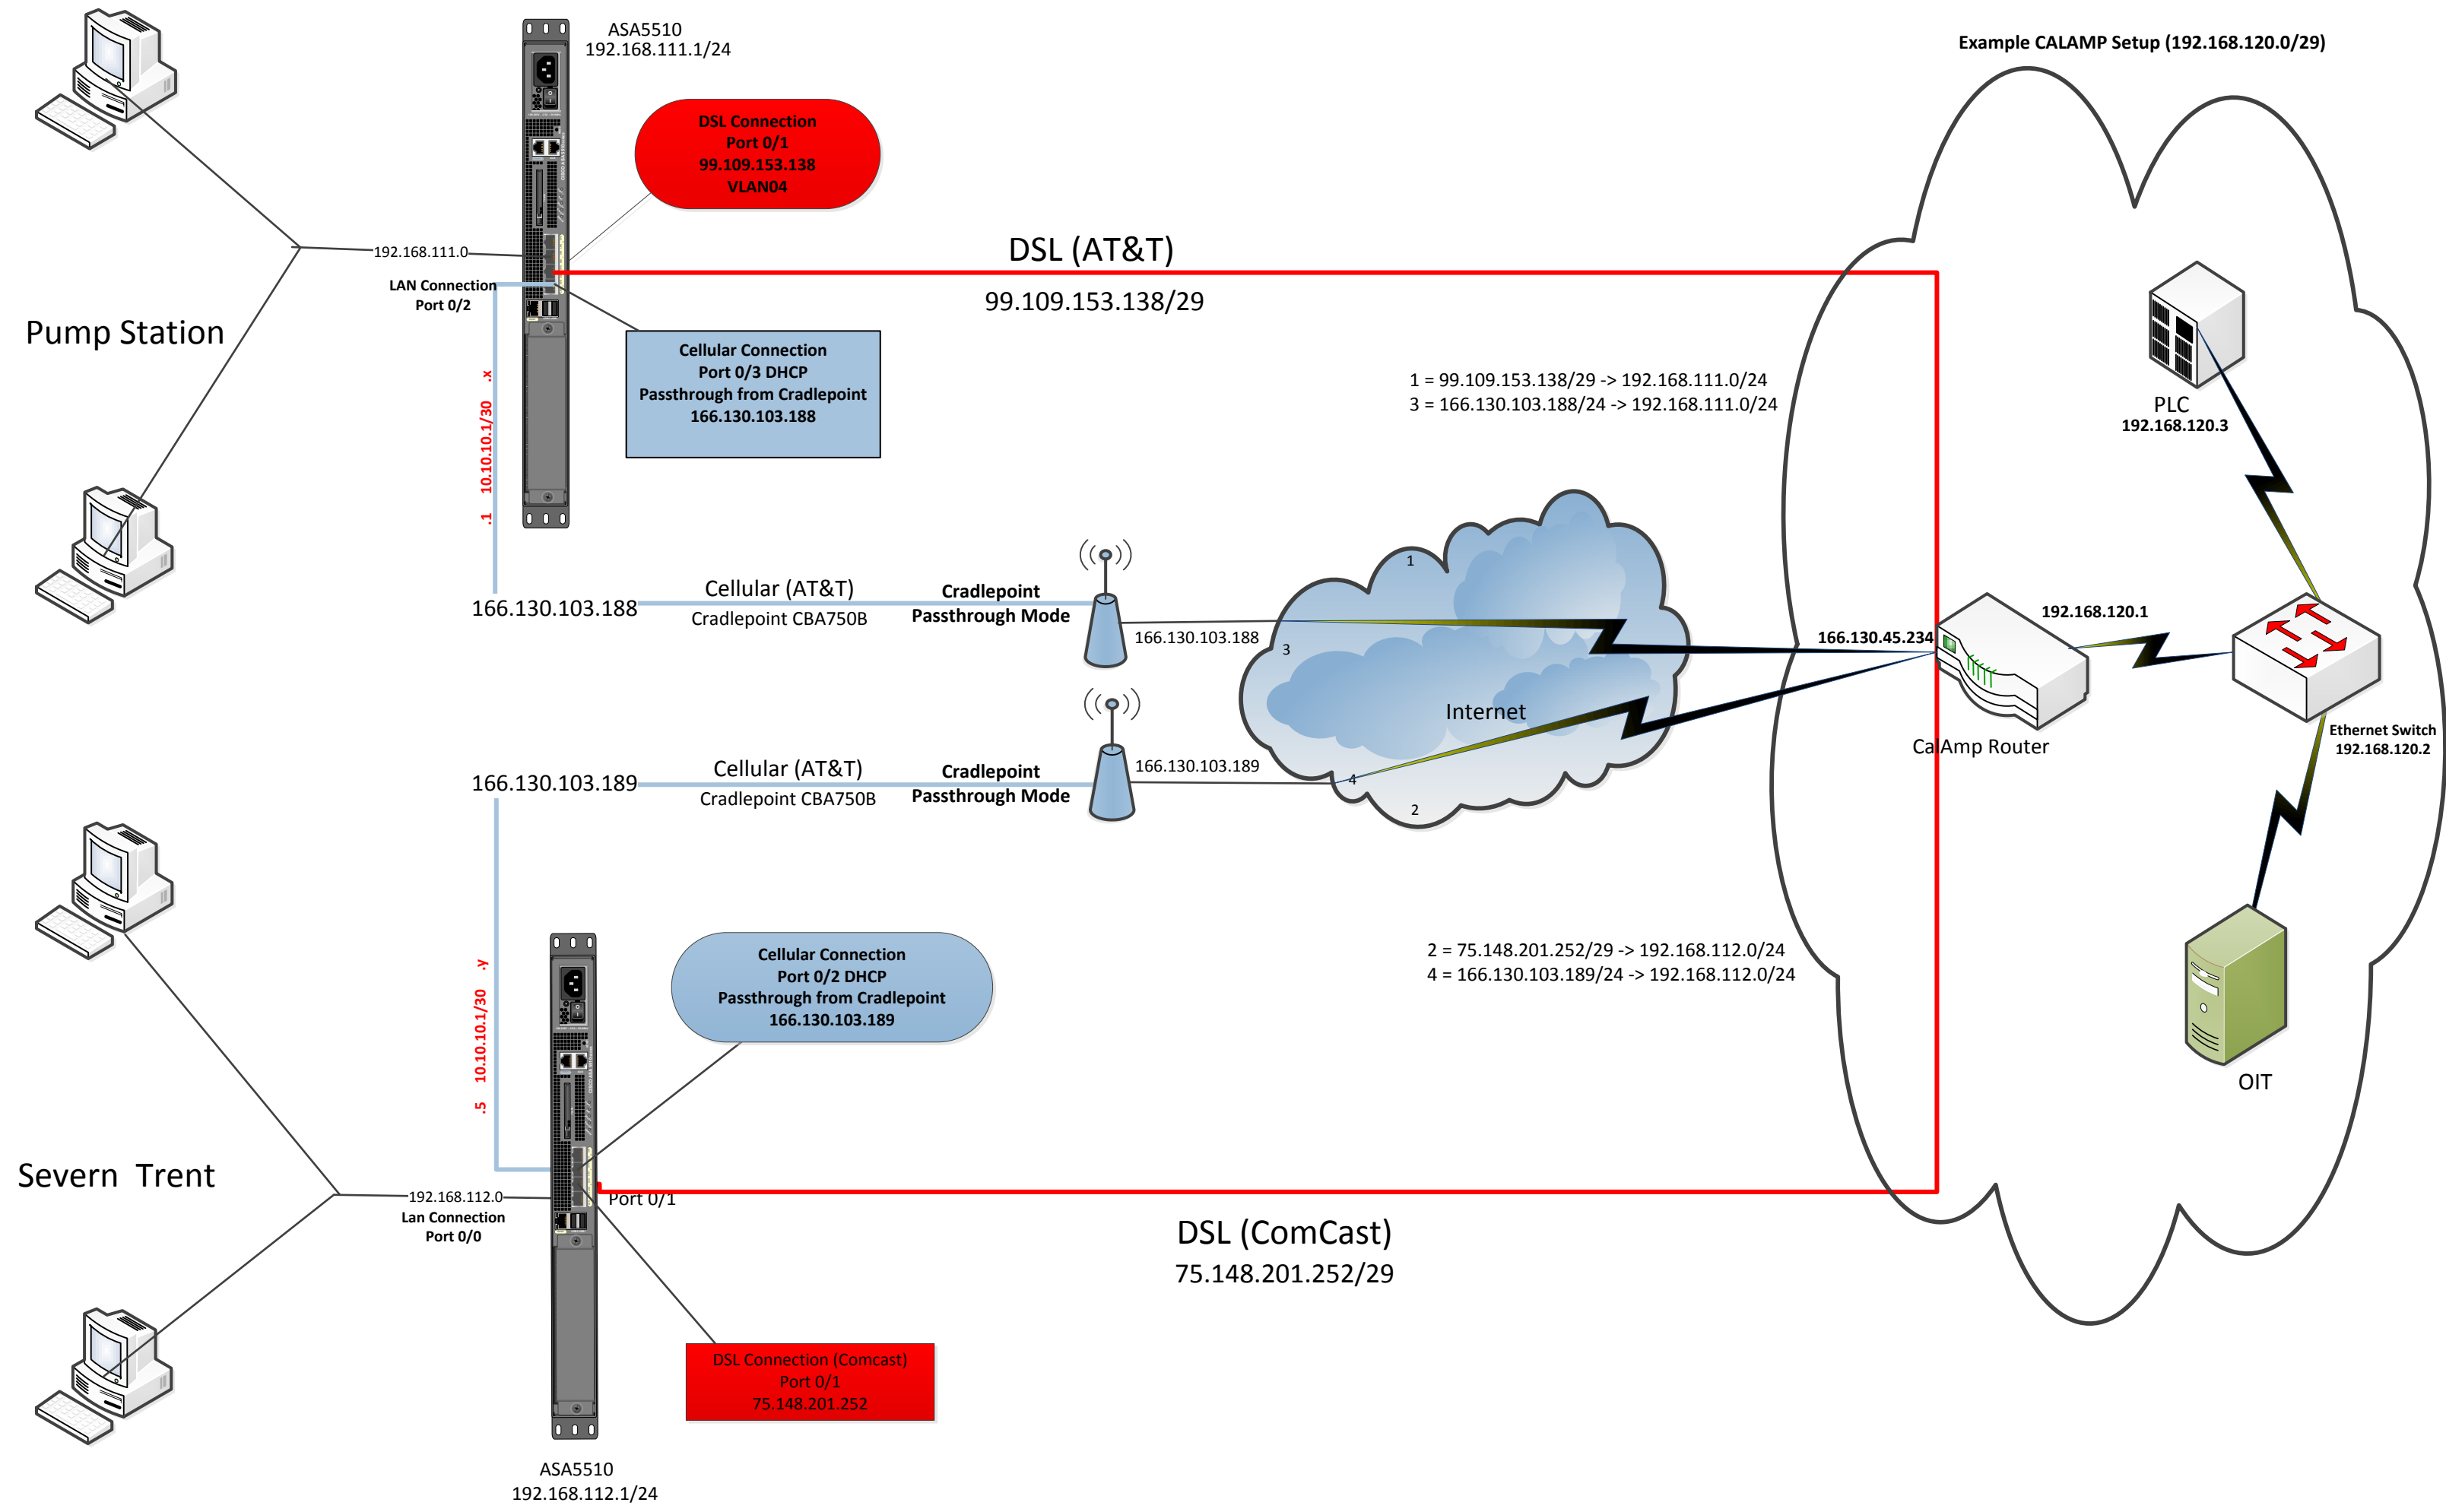 ASA5510
192.168.111.1/24
Example CALAMP Setup (192.168.120.0/29)
DSL Connection
Port 0/1
99.109.153.138
VLAN04
192.168.111.0
LAN Connection
Port 0/2
Pump Station
DSL (AT&T)
99.109.153.138/29
Cellular Connection
Port 0/3 DHCP
Passthrough from Cradlepoint
166.130.103.188
.1 10.10.10.1/30 .x
1 = 99.109.153.138/29 -> 192.168.111.0/24
3 = 166.130.103.188/24 -> 192.168.111.0/24
PLC
192.168.120.3
166.130.103.188
Cellular (AT&T)
Cradlepoint CBA750B
Cradlepoint
Passthrough Mode
166.130.103.188
1
3
Internet
4
2
166.130.45.234
192.168.120.1
CalAmp Router
Ethernet Switch
192.168.120.2
166.130.103.189
Cellular (AT&T)
Cradlepoint CBA750B
Cradlepoint
Passthrough Mode
166.130.103.189
Cellular Connection
Port 0/2 DHCP
Passthrough from Cradlepoint
166.130.103.189
.5 10.10.10.1/30 .y
2 = 75.148.201.252/29 -> 192.168.112.0/24
4 = 166.130.103.189/24 -> 192.168.112.0/24
OIT
Severn Trent
192.168.112.0
Lan Connection
Port 0/0
Port 0/1
DSL (ComCast)
75.148.201.252/29
DSL Connection (Comcast)
Port 0/1
75.148.201.252
ASA5510
192.168.112.1/24